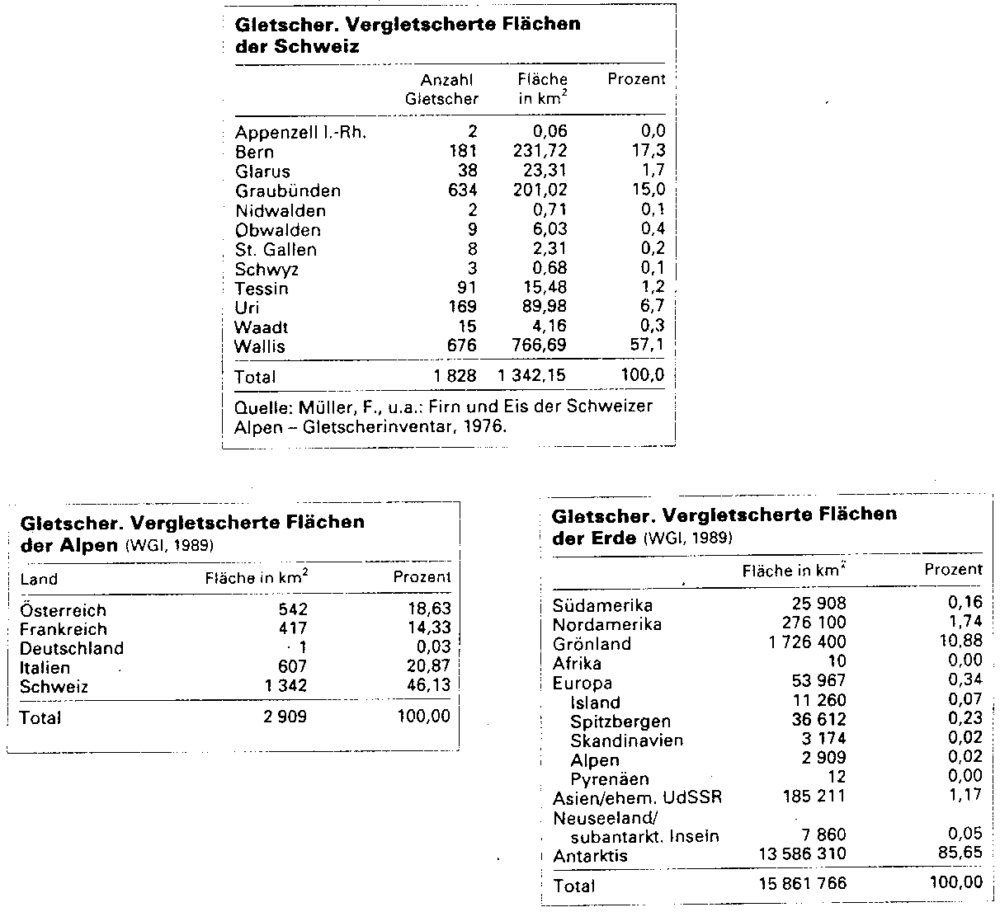 Gletscher. Vergletscherte Flächen
der Schweiz
Anzahl Fläche Prozent
Gletscher in km²
Appenzell I.-Rh. 2 0,06 0,0
Bern 181 231,72 17,3
Glarus 38 23,31 1,7
Graubünden 634 201,02 15,0
Nidwalden 2 0,71 0,1
Obwalden 9 6,03 0,4
St. Gallen 8 2,31 0,2
Schwyz 3 0,68 0,1
Tessin 91 15,48 1,2
Uri 169 89,98 6,7
Waadt 15 4,16 0,3
Wallis 676 766,69 57,1
Total 1 828 1 342,15 100,0
Quelle: Müller, F., u.a.: Firn und Eis der Schweizer
Alpen – Gletscherinventar, 1976.
Gletscher. Vergletscherte Flächen
der Alpen (WGI, 1989)
Land Fläche in km² Prozent
Österreich 542 18,63
Frankreich 417 14,33
Deutschland 1 0,03
Italien 607 20,87
Schweiz 1 342 46,13
Total 2 909 100,00
Gletscher. Vergletscherte Flächen
der Erde (WGI, 1989)
Fläche in km² Prozent
Südamerika 25 908 0,16
Nordamerika 276 100 1,74
Grönland 1 726 400 10,88
Afrika 10 0,00
Europa 53 967 0,34
Island 11 260 0,07
Spitzbergen 36 612 0,23
Skandinavien 3 174 0,02
Alpen 2 909 0,02
Pyrenäen 12 0,00
Asien/ehem. UdSSR 185 211 1,17
Neuseeland/
subantarkt. Inseln 7 860 0,05
Antarktis 13 586 310 85,65
Total 15 861 766 100,00